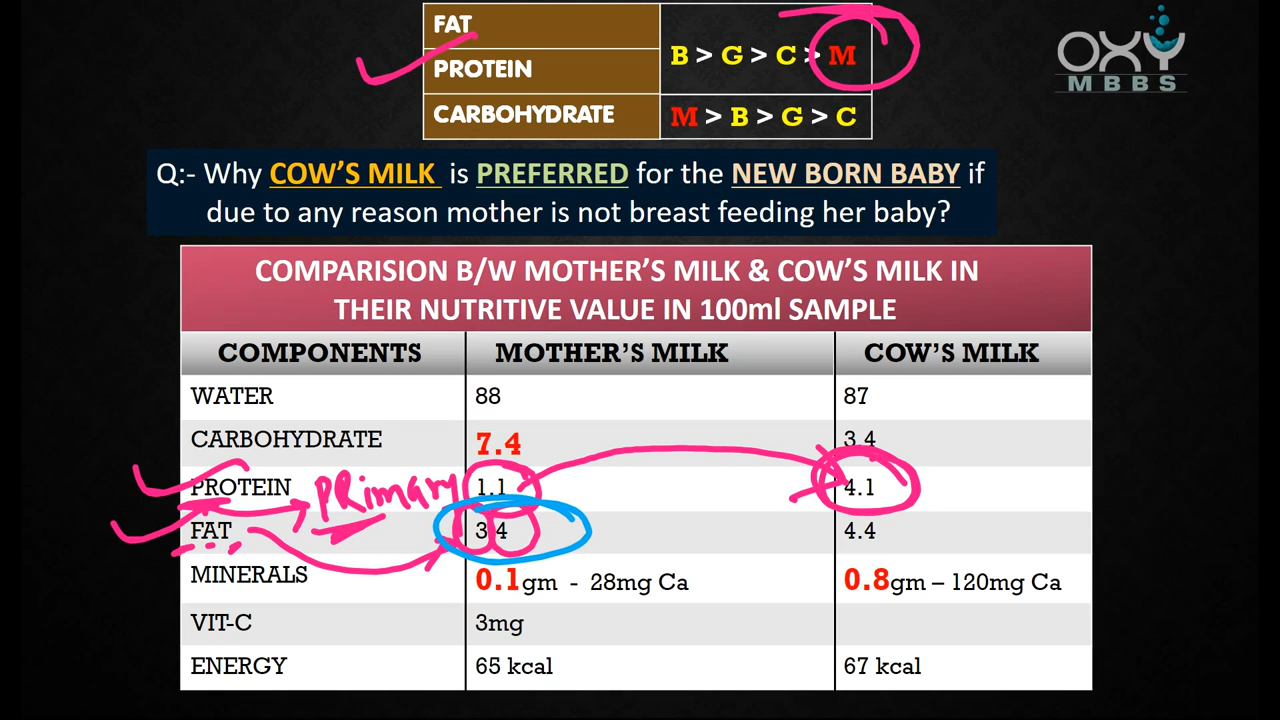 FAT
B > G > C > M
PROTEIN
CARBOHYDRATE M > B > G > C
OXY
MBBS
Q:- Why COW'S MILK is PREFERRED for the NEW BORN BABY if
due to any reason mother is not breast feeding her baby?
COMPARISION B/W MOTHER'S MILK & COW'S MILK IN
THEIR NUTRITIVE VALUE IN 100ml SAMPLE
COMPONENTS MOTHER'S MILK COW'S MILK
WATER 88 87
CARBOHYDRATE 7.4 3.4
PROTEIN PRimary 1.1 4.1
FAT 3.4 4.4
MINERALS 0.1gm - 28mg Ca 0.8gm – 120mg Ca
VIT-C 3mg
ENERGY 65 kcal 67 kcal